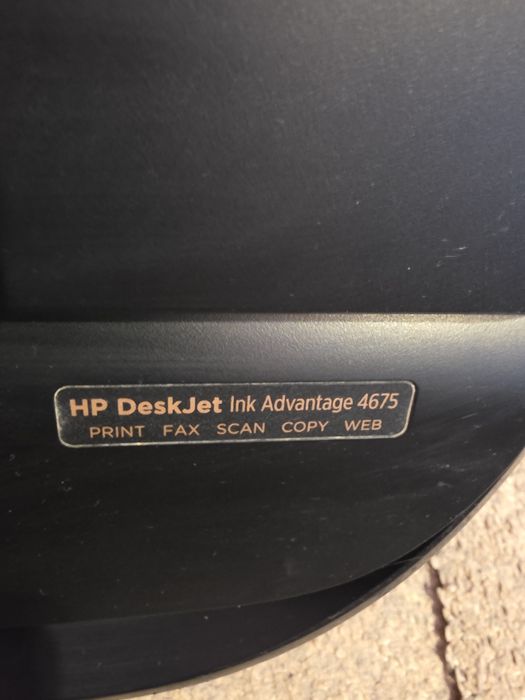 HP DeskJet Ink Advantage 4675
PRINT FAX SCAN COPY WEB